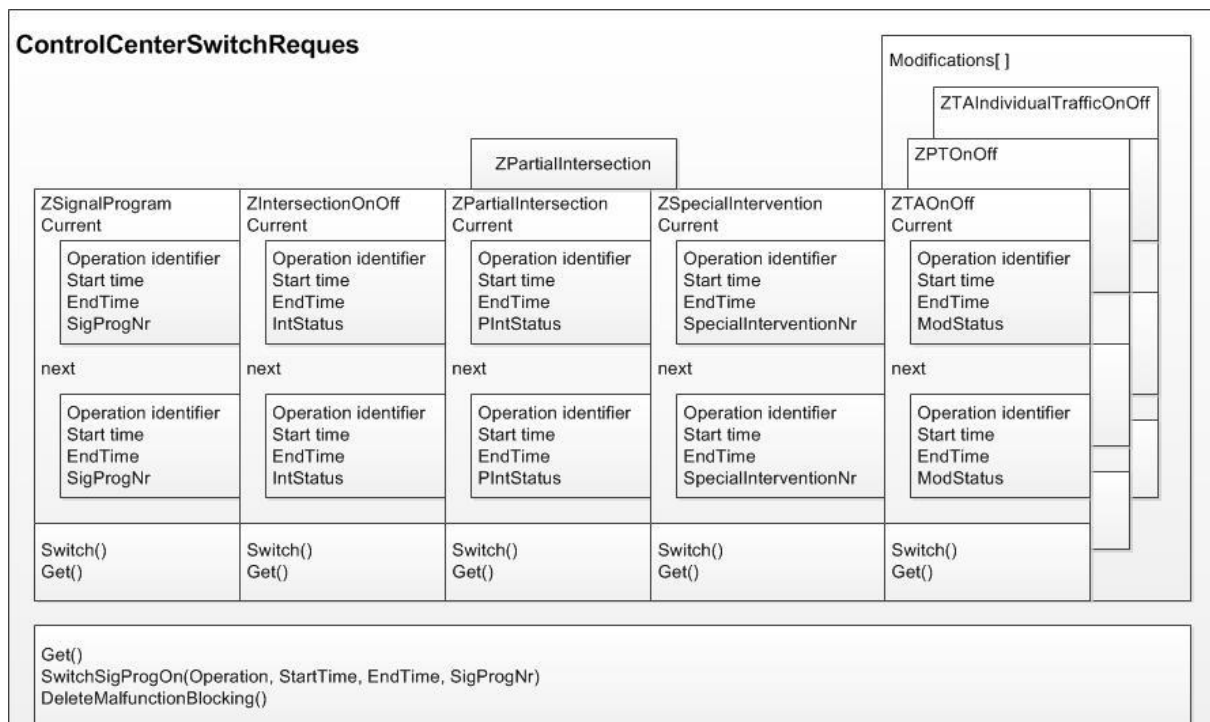 ControlCenterSwitchReques
Modifications[ ]
ZTAIndividualTrafficOnOff
ZPTOnOff
ZPartialIntersection
ZSignalProgram
Current
Operation identifier
Start time
EndTime
SigProgNr
next
Operation identifier
Start time
EndTime
SigProgNr
Switch()
Get()
ZIntersectionOnOff
Current
Operation identifier
Start time
EndTime
IntStatus
next
Operation identifier
Start time
EndTime
IntStatus
Switch()
Get()
ZPartialIntersection
Current
Operation identifier
Start time
EndTime
PIntStatus
next
Operation identifier
Start time
EndTime
PIntStatus
Switch()
Get()
ZSpecialIntervention
Current
Operation identifier
Start time
EndTime
SpecialInterventionNr
next
Operation identifier
Start time
EndTime
SpecialInterventionNr
Switch()
Get()
ZTAOnOff
Current
Operation identifier
Start time
EndTime
ModStatus
next
Operation identifier
Start time
EndTime
ModStatus
Switch()
Get()
Get()
SwitchSigProgOn(Operation, StartTime, EndTime, SigProgNr)
DeleteMalfunctionBlocking()